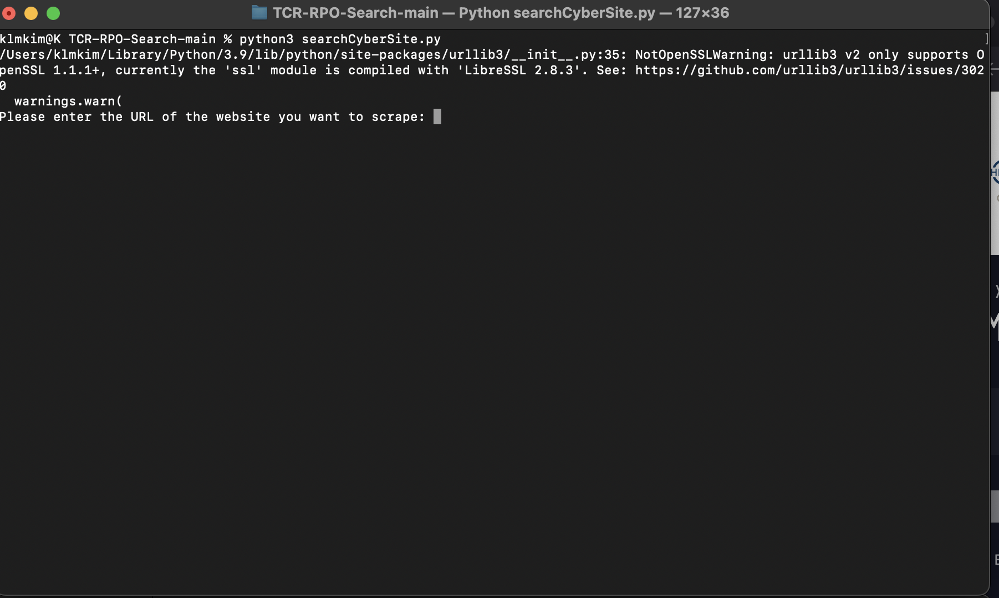 TCR-RPO-Search-main — Python searchCyberSite.py — 127×36
klmkim@K TCR-RPO-Search-main % python3 searchCyberSite.py ]
/Users/klmkim/Library/Python/3.9/lib/python/site-packages/urllib3/__init__.py:35: NotOpenSSLWarning: urllib3 v2 only supports O
penSSL 1.1.1+, currently the 'ssl' module is compiled with 'LibreSSL 2.8.3'. See: https://github.com/urllib3/urllib3/issues/302
0
  warnings.warn(
Please enter the URL of the website you want to scrape: